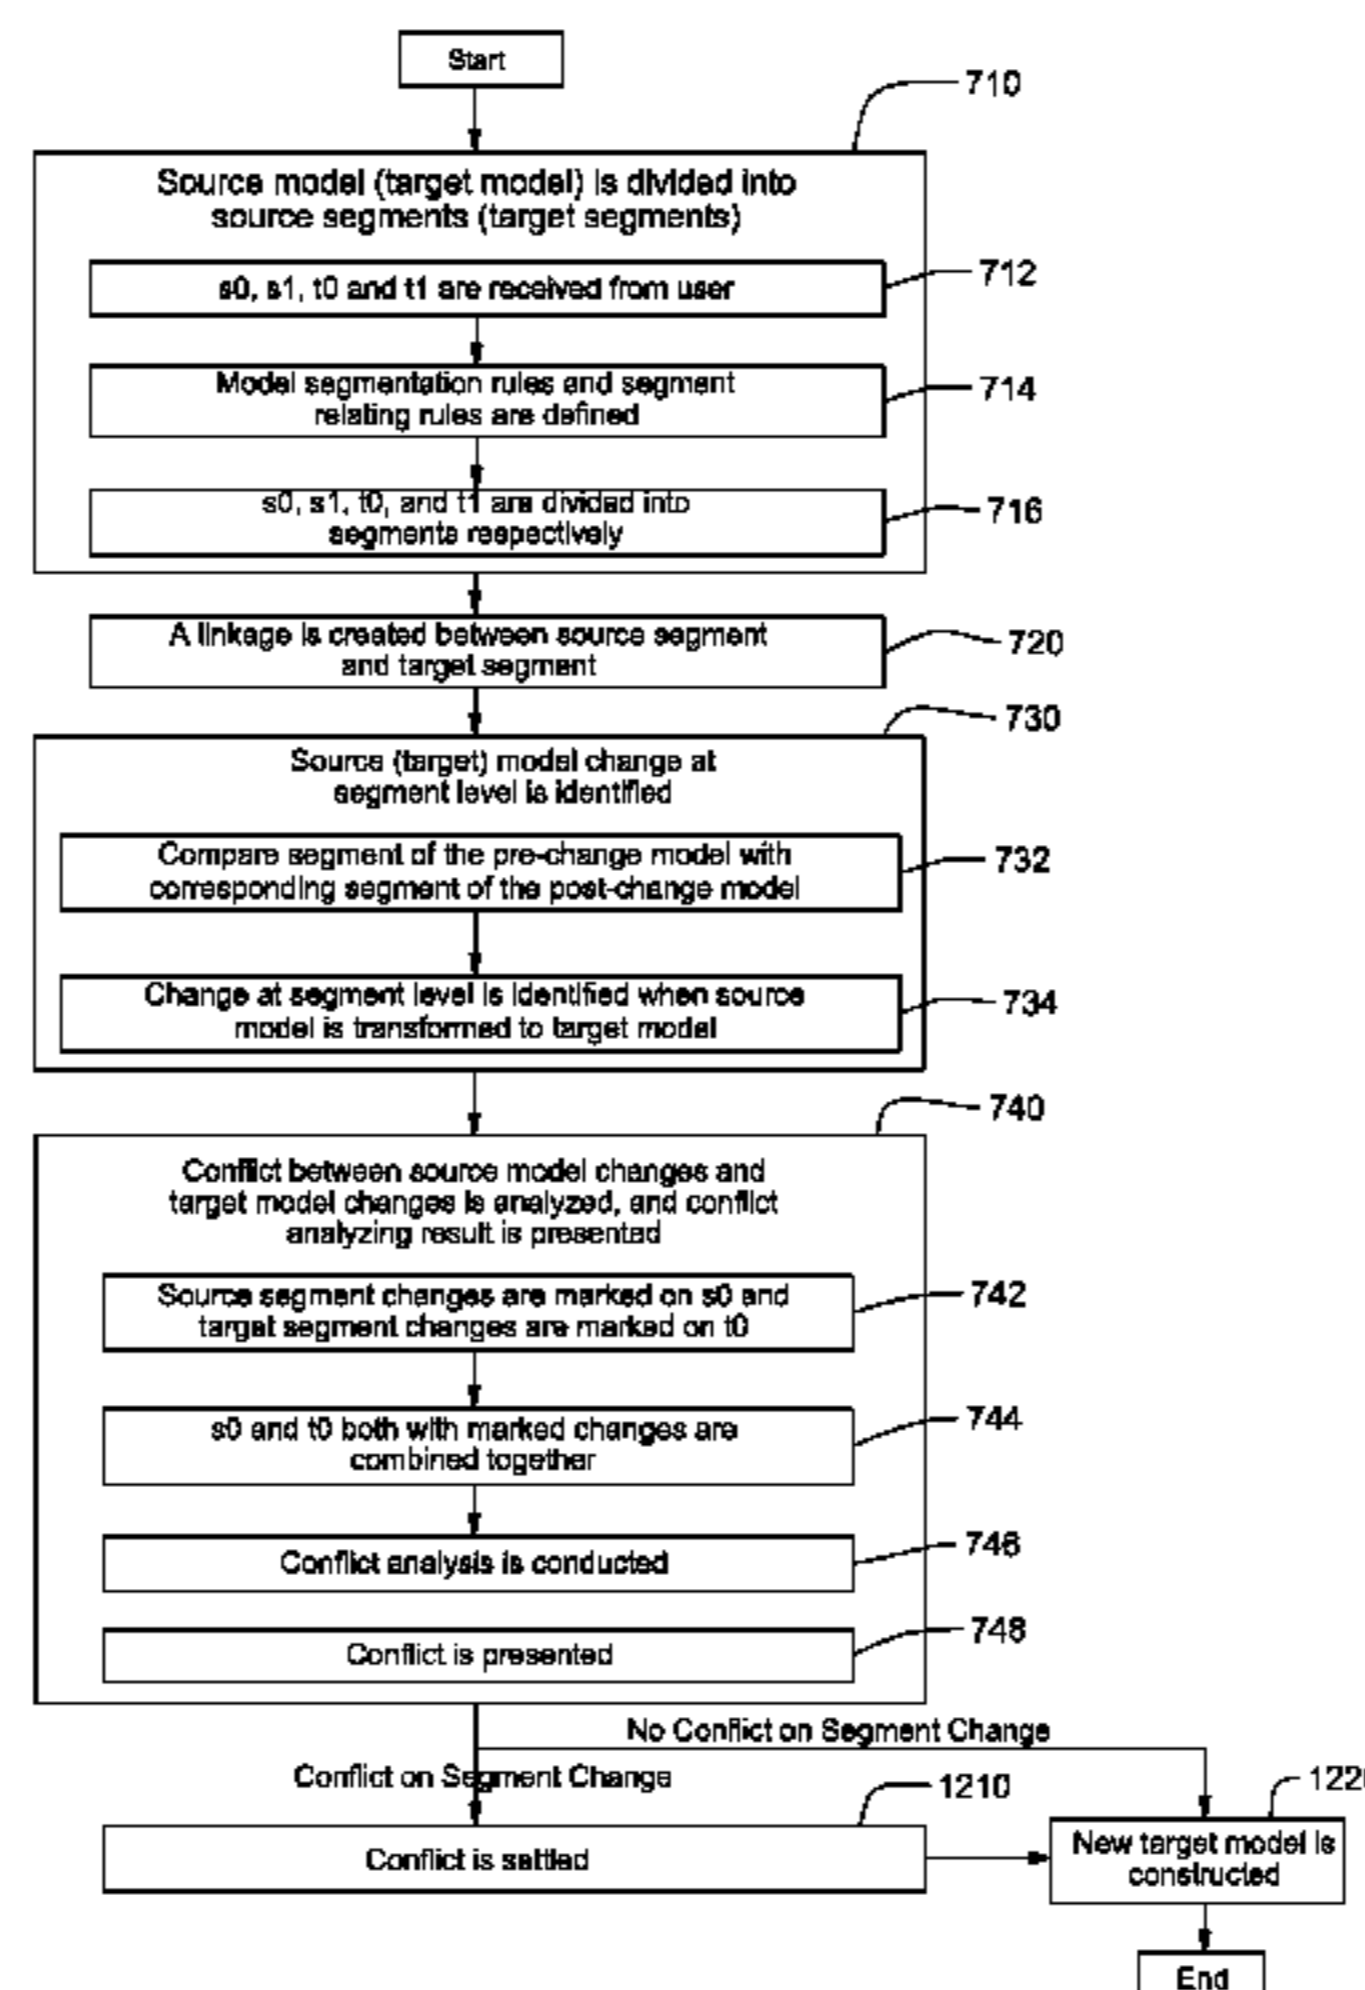 Start
710
Source model (target model) is divided into
source segments (target segments)
s0, s1, t0 and t1 are received from user
712
Model segmentation rules and segment
relating rules are defined
714
s0, s1, t0, and t1 are divided into
segments respectively
716
A linkage is created between source segment
and target segment
720
730
Source (target) model change at
segment level is identified
Compare segment of the pre-change model with
corresponding segment of the post-change model
732
Change at segment level is identified when source
model is transformed to target model
734
740
Conflict between source model changes and
target model changes is analyzed, and conflict
analyzing result is presented
Source segment changes are marked on s0 and
target segment changes are marked on t0
742
s0 and t0 both with marked changes are
combined together
744
Conflict analysis is conducted
746
Conflict is presented
748
No Conflict on Segment Change
Conflict on Segment Change
1210
Conflict is settled
New target model is
constructed
End